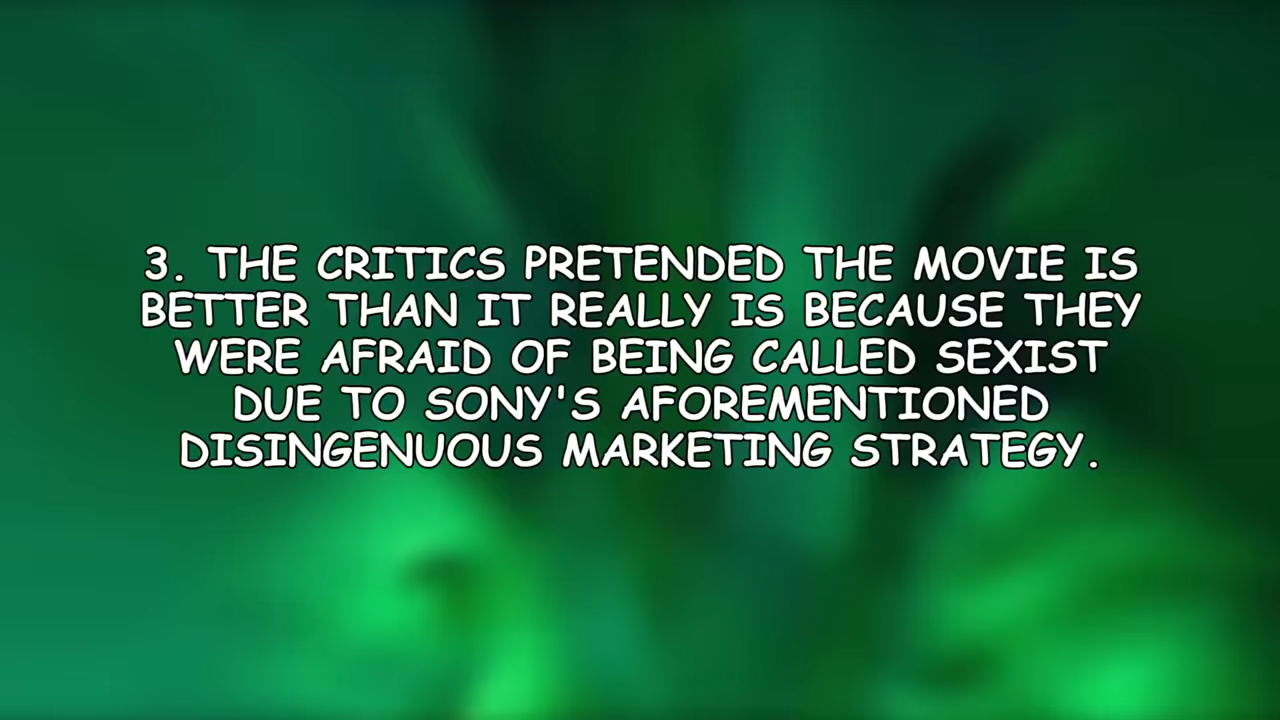 3. THE CRITICS PRETENDED THE MOVIE IS
BETTER THAN IT REALLY IS BECAUSE THEY
WERE AFRAID OF BEING CALLED SEXIST
DUE TO SONY'S AFOREMENTIONED
DISINGENUOUS MARKETING STRATEGY.